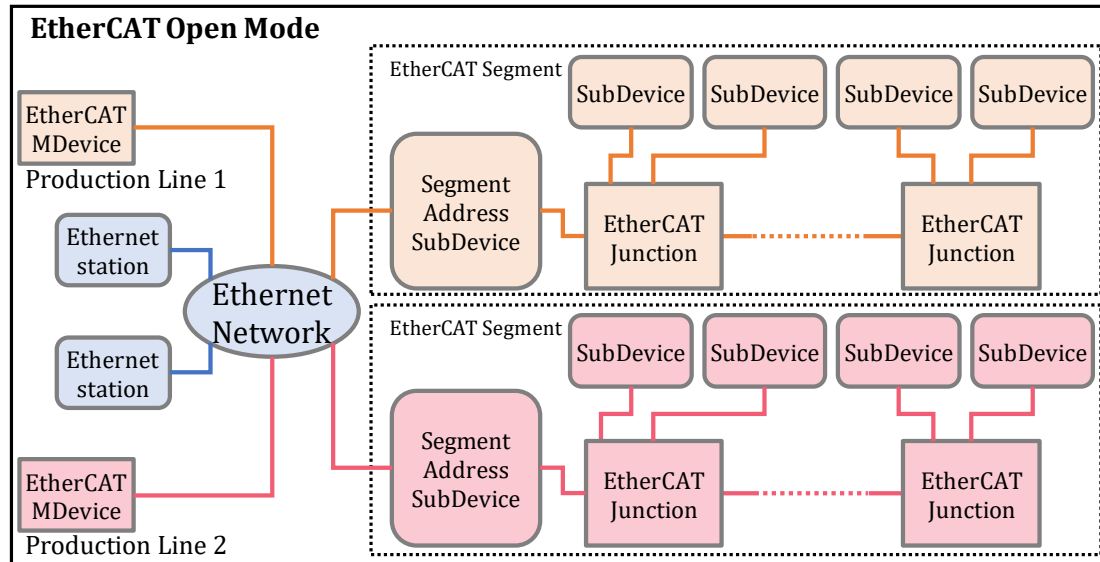 EtherCAT Open Mode
EtherCAT
MDevice
Production Line 1
Ethernet
station
Ethernet
Network
Ethernet
station
EtherCAT
MDevice
Production Line 2
EtherCAT Segment
SubDevice
SubDevice
SubDevice
SubDevice
Segment
Address
SubDevice
EtherCAT
Junction
EtherCAT
Junction
EtherCAT Segment
SubDevice
SubDevice
SubDevice
SubDevice
Segment
Address
SubDevice
EtherCAT
Junction
EtherCAT
Junction